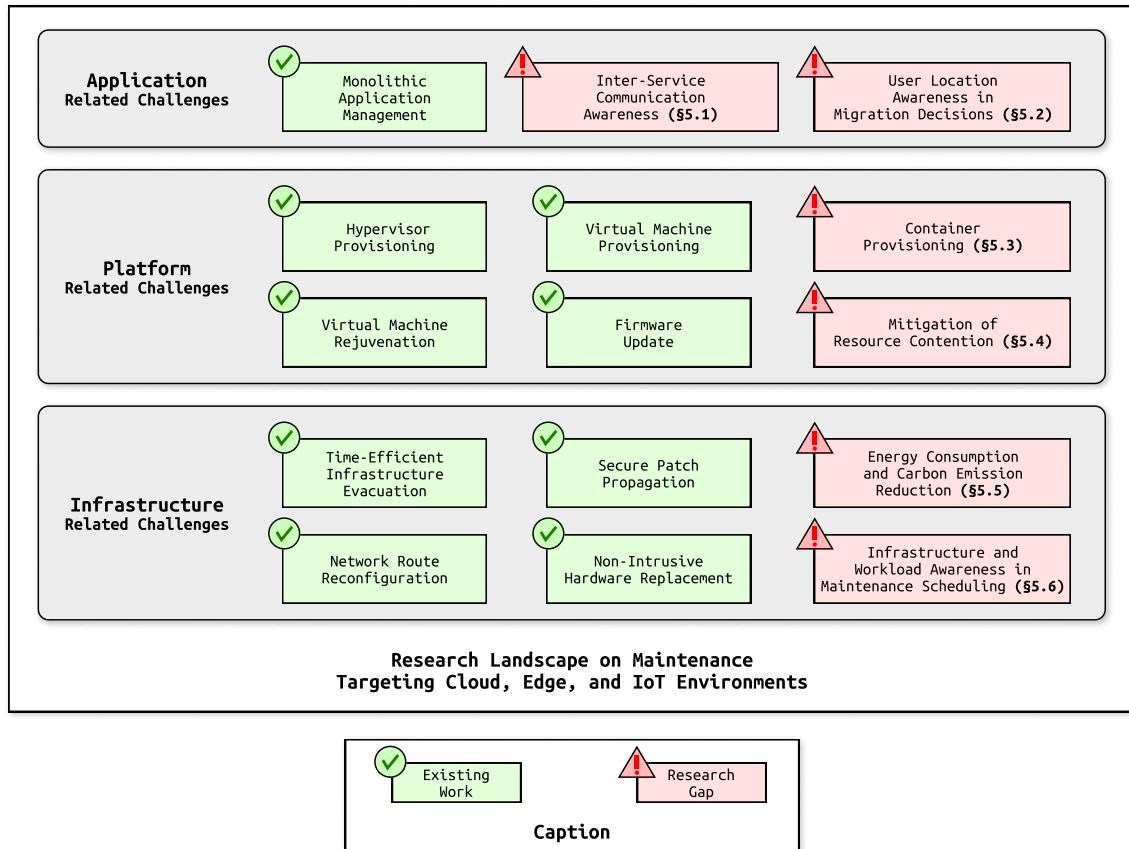 Application
Related Challenges
Monolithic
Application
Management
Inter-Service
Communication
Awareness (§5.1)
User Location
Awareness in
Migration Decisions (§5.2)
Platform
Related Challenges
Hypervisor
Provisioning
Virtual Machine
Provisioning
Container
Provisioning (§5.3)
Virtual Machine
Rejuvenation
Firmware
Update
Mitigation of
Resource Contention (§5.4)
Infrastructure
Related Challenges
Time-Efficient
Infrastructure
Evacuation
Secure Patch
Propagation
Energy Consumption
and Carbon Emission
Reduction (§5.5)
Network Route
Reconfiguration
Non-Intrusive
Hardware Replacement
Infrastructure and
Workload Awareness in
Maintenance Scheduling (§5.6)
Research Landscape on Maintenance
Targeting Cloud, Edge, and IoT Environments
Existing
Work
Research
Gap
Caption